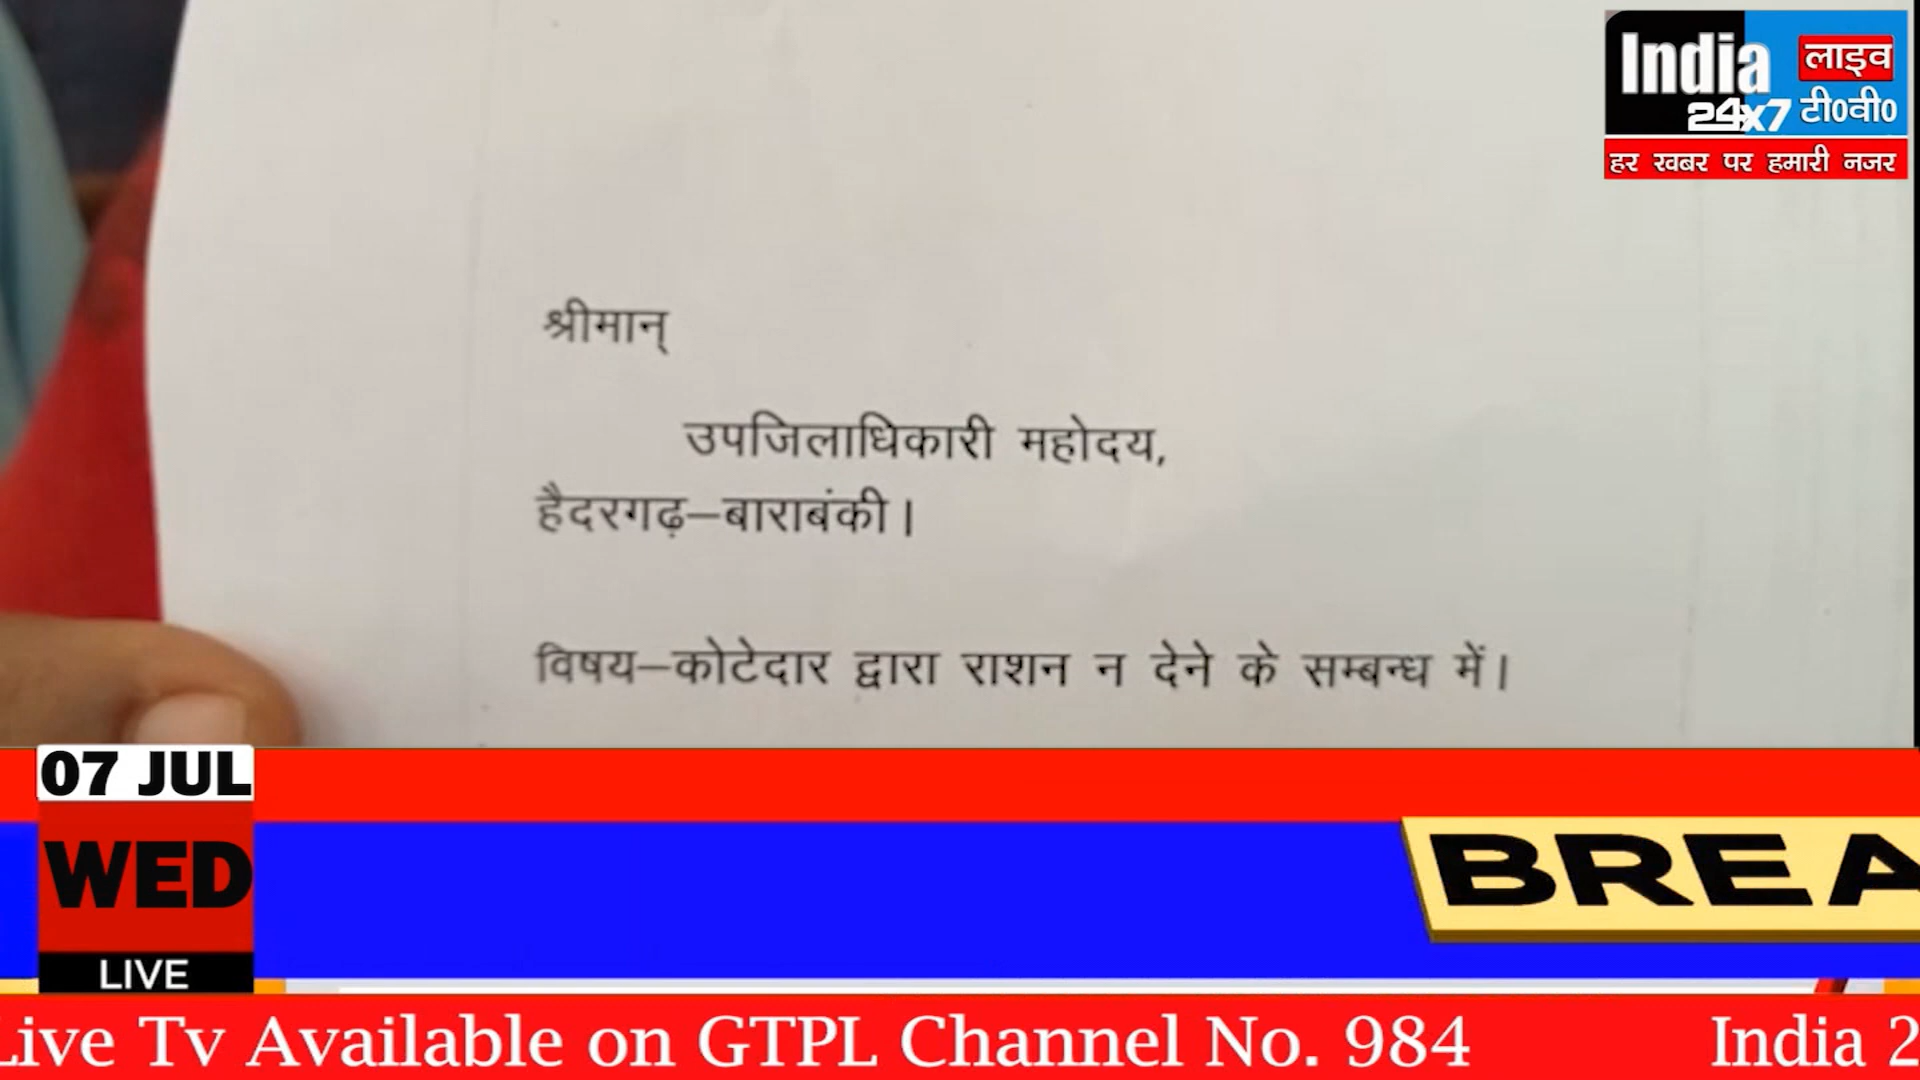 India लाइव
24x7 टी0वी0
हर खबर पर हमारी नजर
श्रीमान्
उपजिलाधिकारी महोदय,
हैदरगढ़–बाराबंकी।
विषय–कोटेदार द्वारा राशन न देने के सम्बन्ध में।
07 JUL
WED
BREA
LIVE
Live Tv Available on GTPL Channel No. 984 India 2